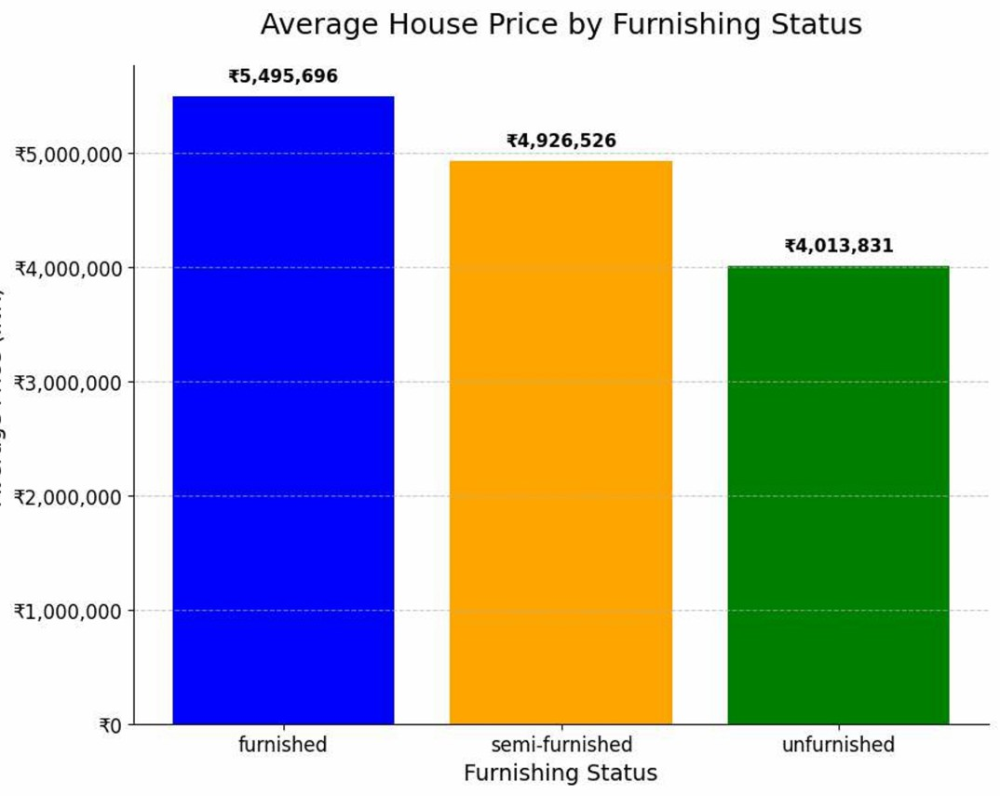 Average House Price by Furnishing Status
₹5,495,696
₹4,926,526
₹4,013,831
₹5,000,000
₹4,000,000
₹3,000,000
₹2,000,000
₹1,000,000
₹0
furnished
semi-furnished
unfurnished
Furnishing Status